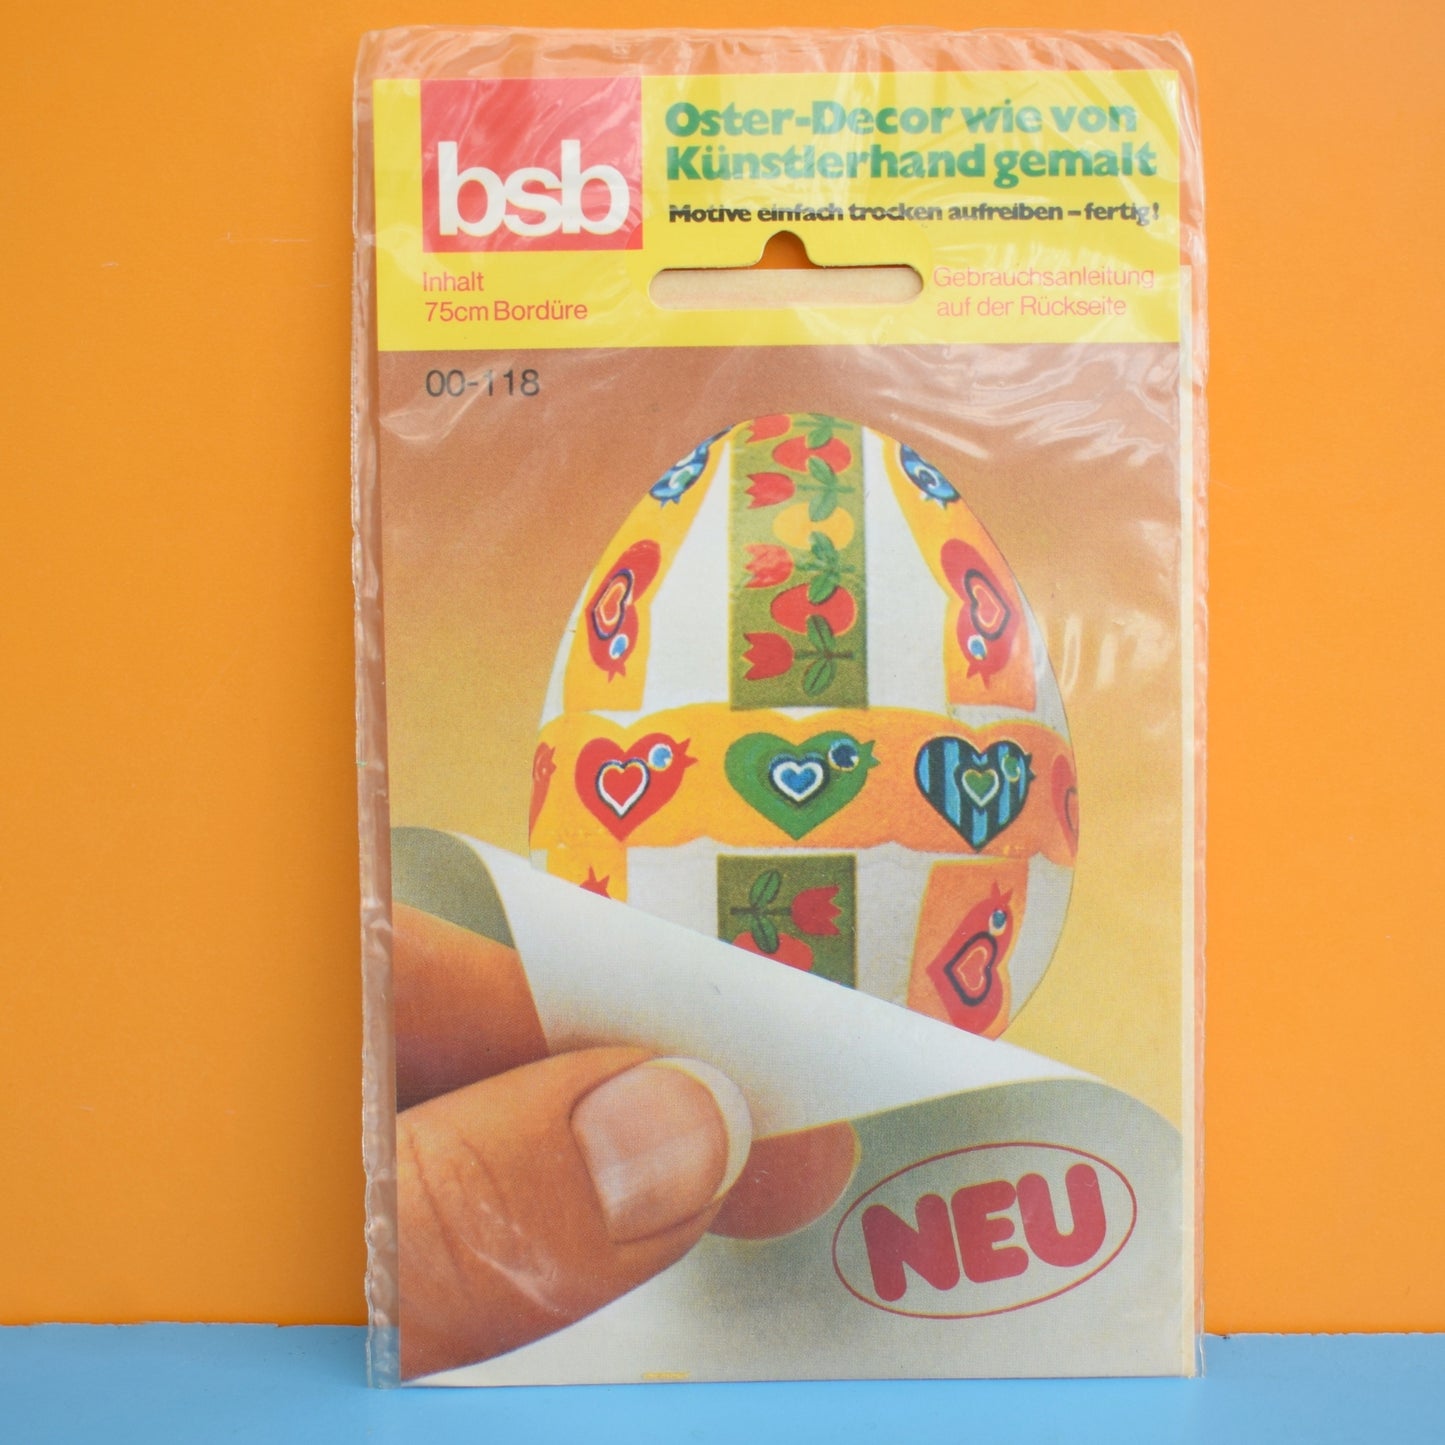 bsb
Oster-Decor wie von
Künstlerhand gemalt
Motive einfach trocken aufreiben – fertig!
Inhalt
75cm Bordüre
Gebrauchsanleitung
auf der Rückseite
00-118
NEU